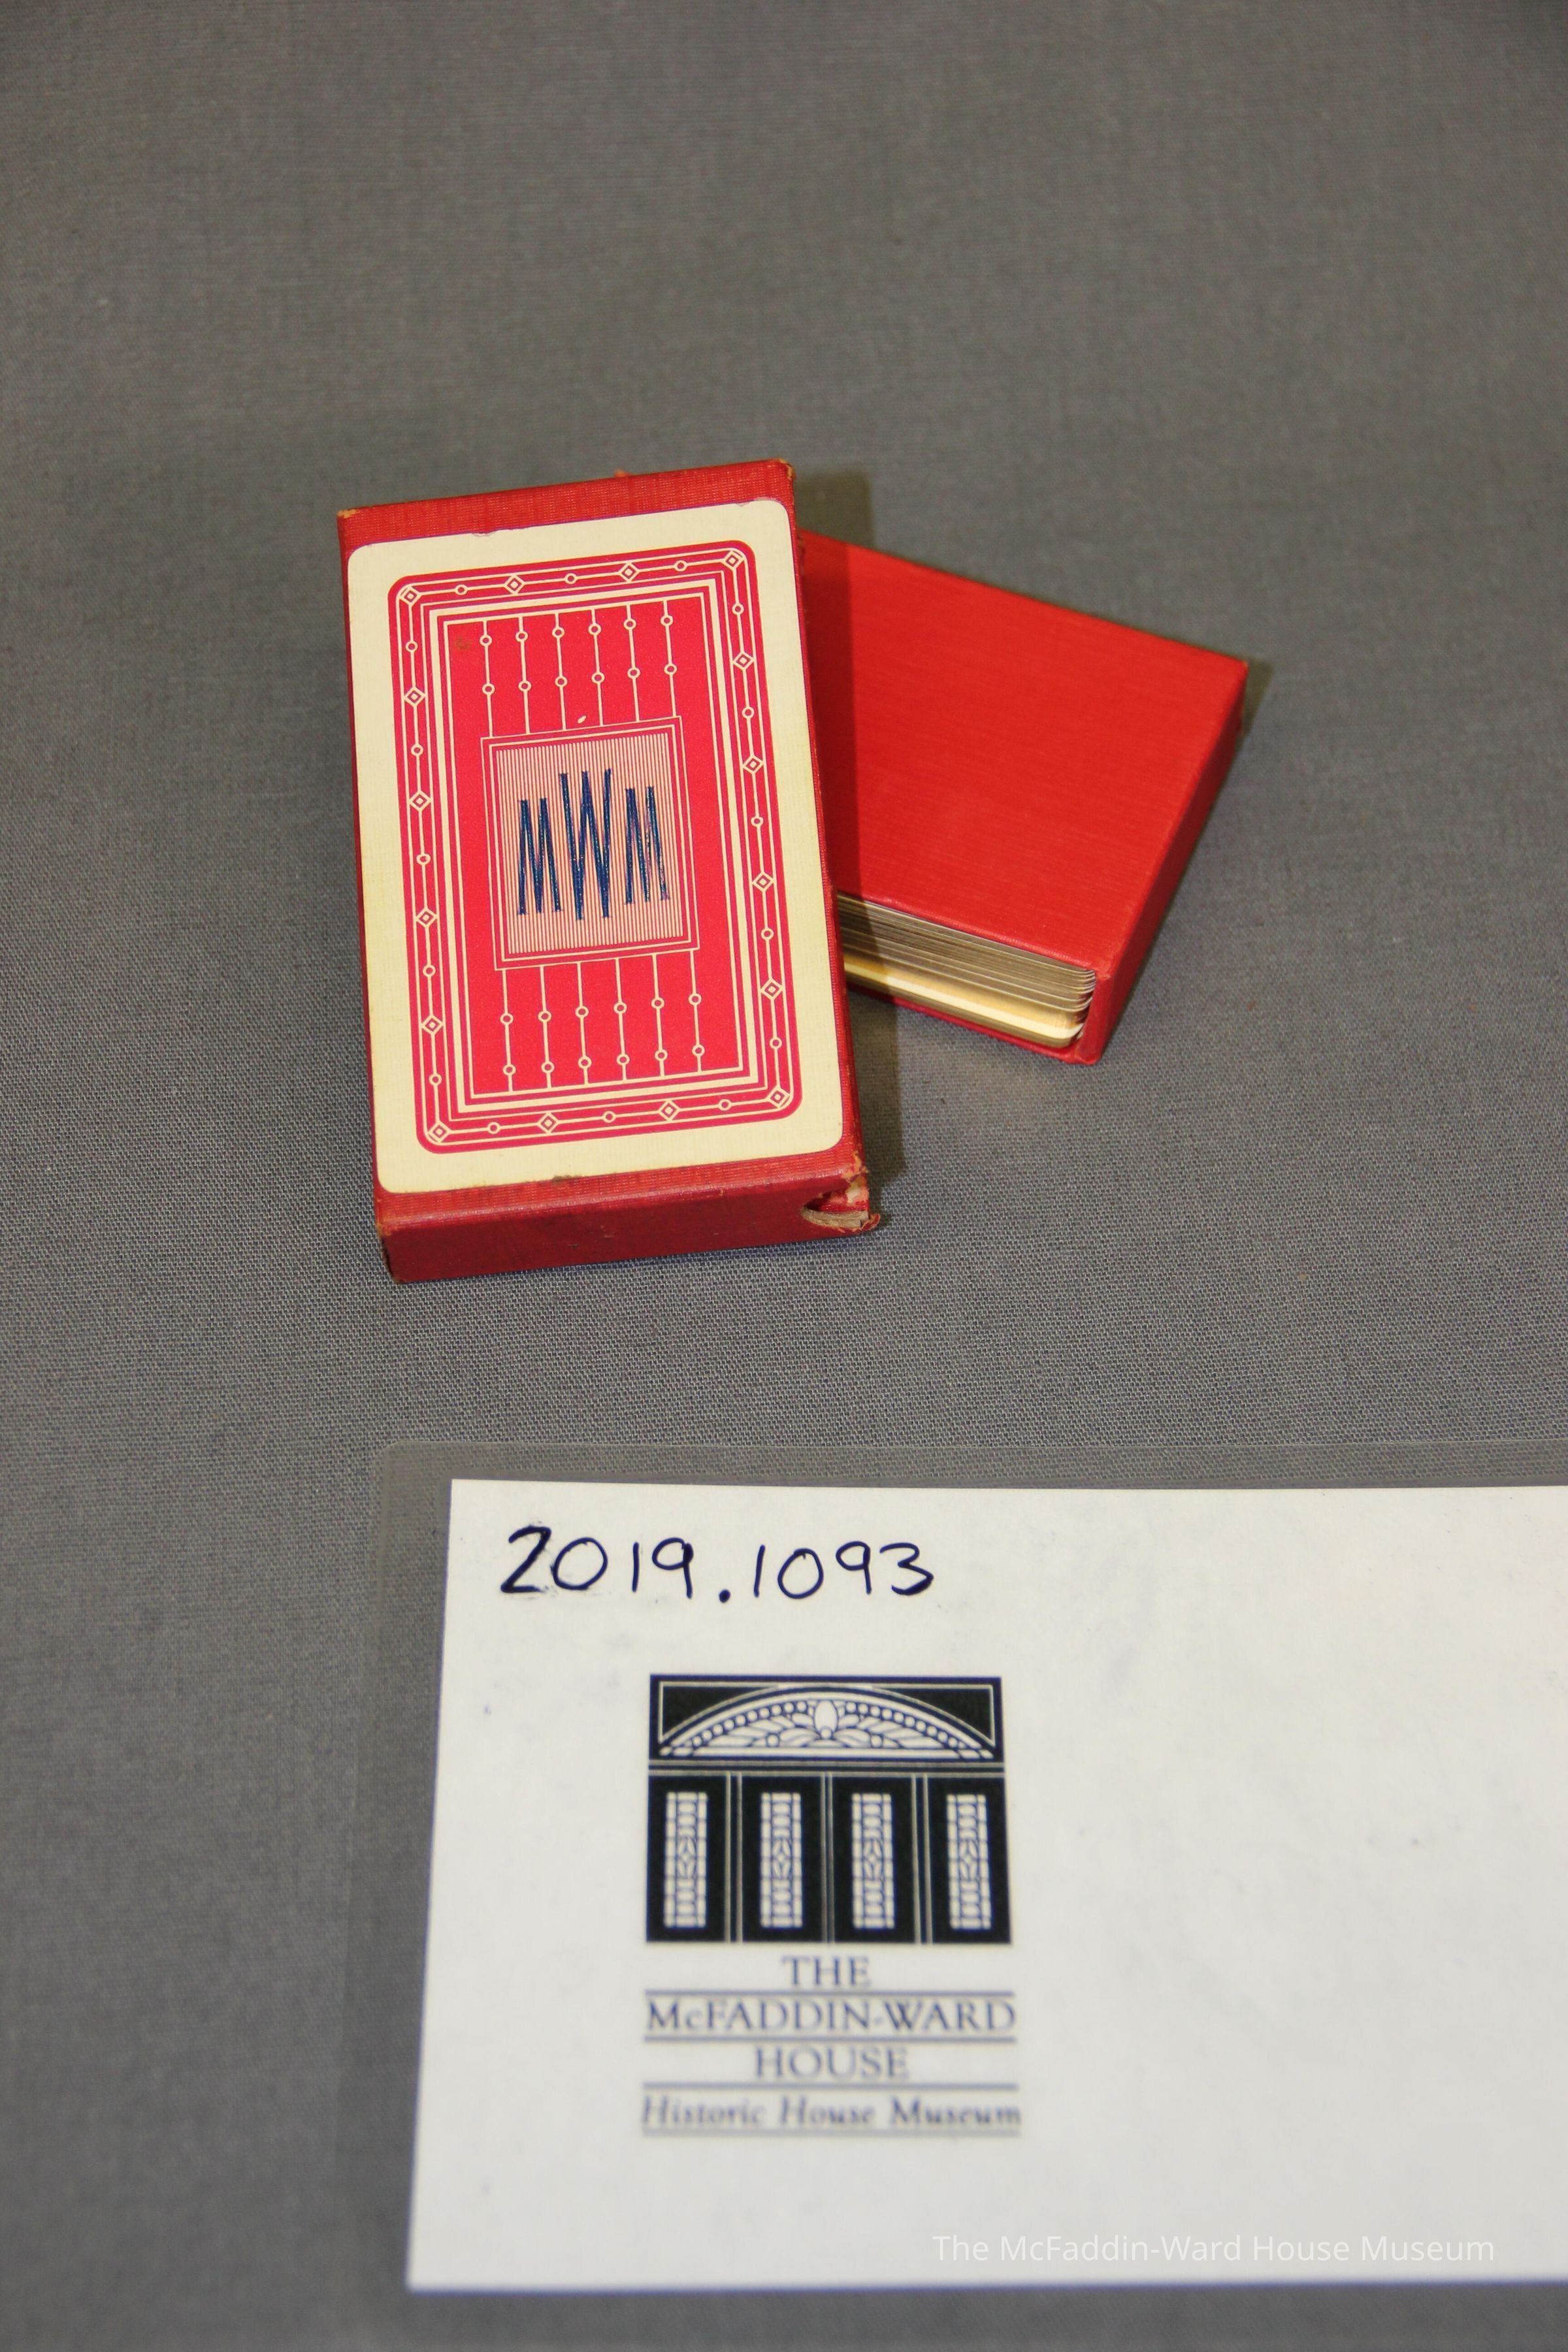 MWM
2019.1093
THE
McFADDIN-WARD
HOUSE
Historic House Museum
The McFaddin-Ward House Museum